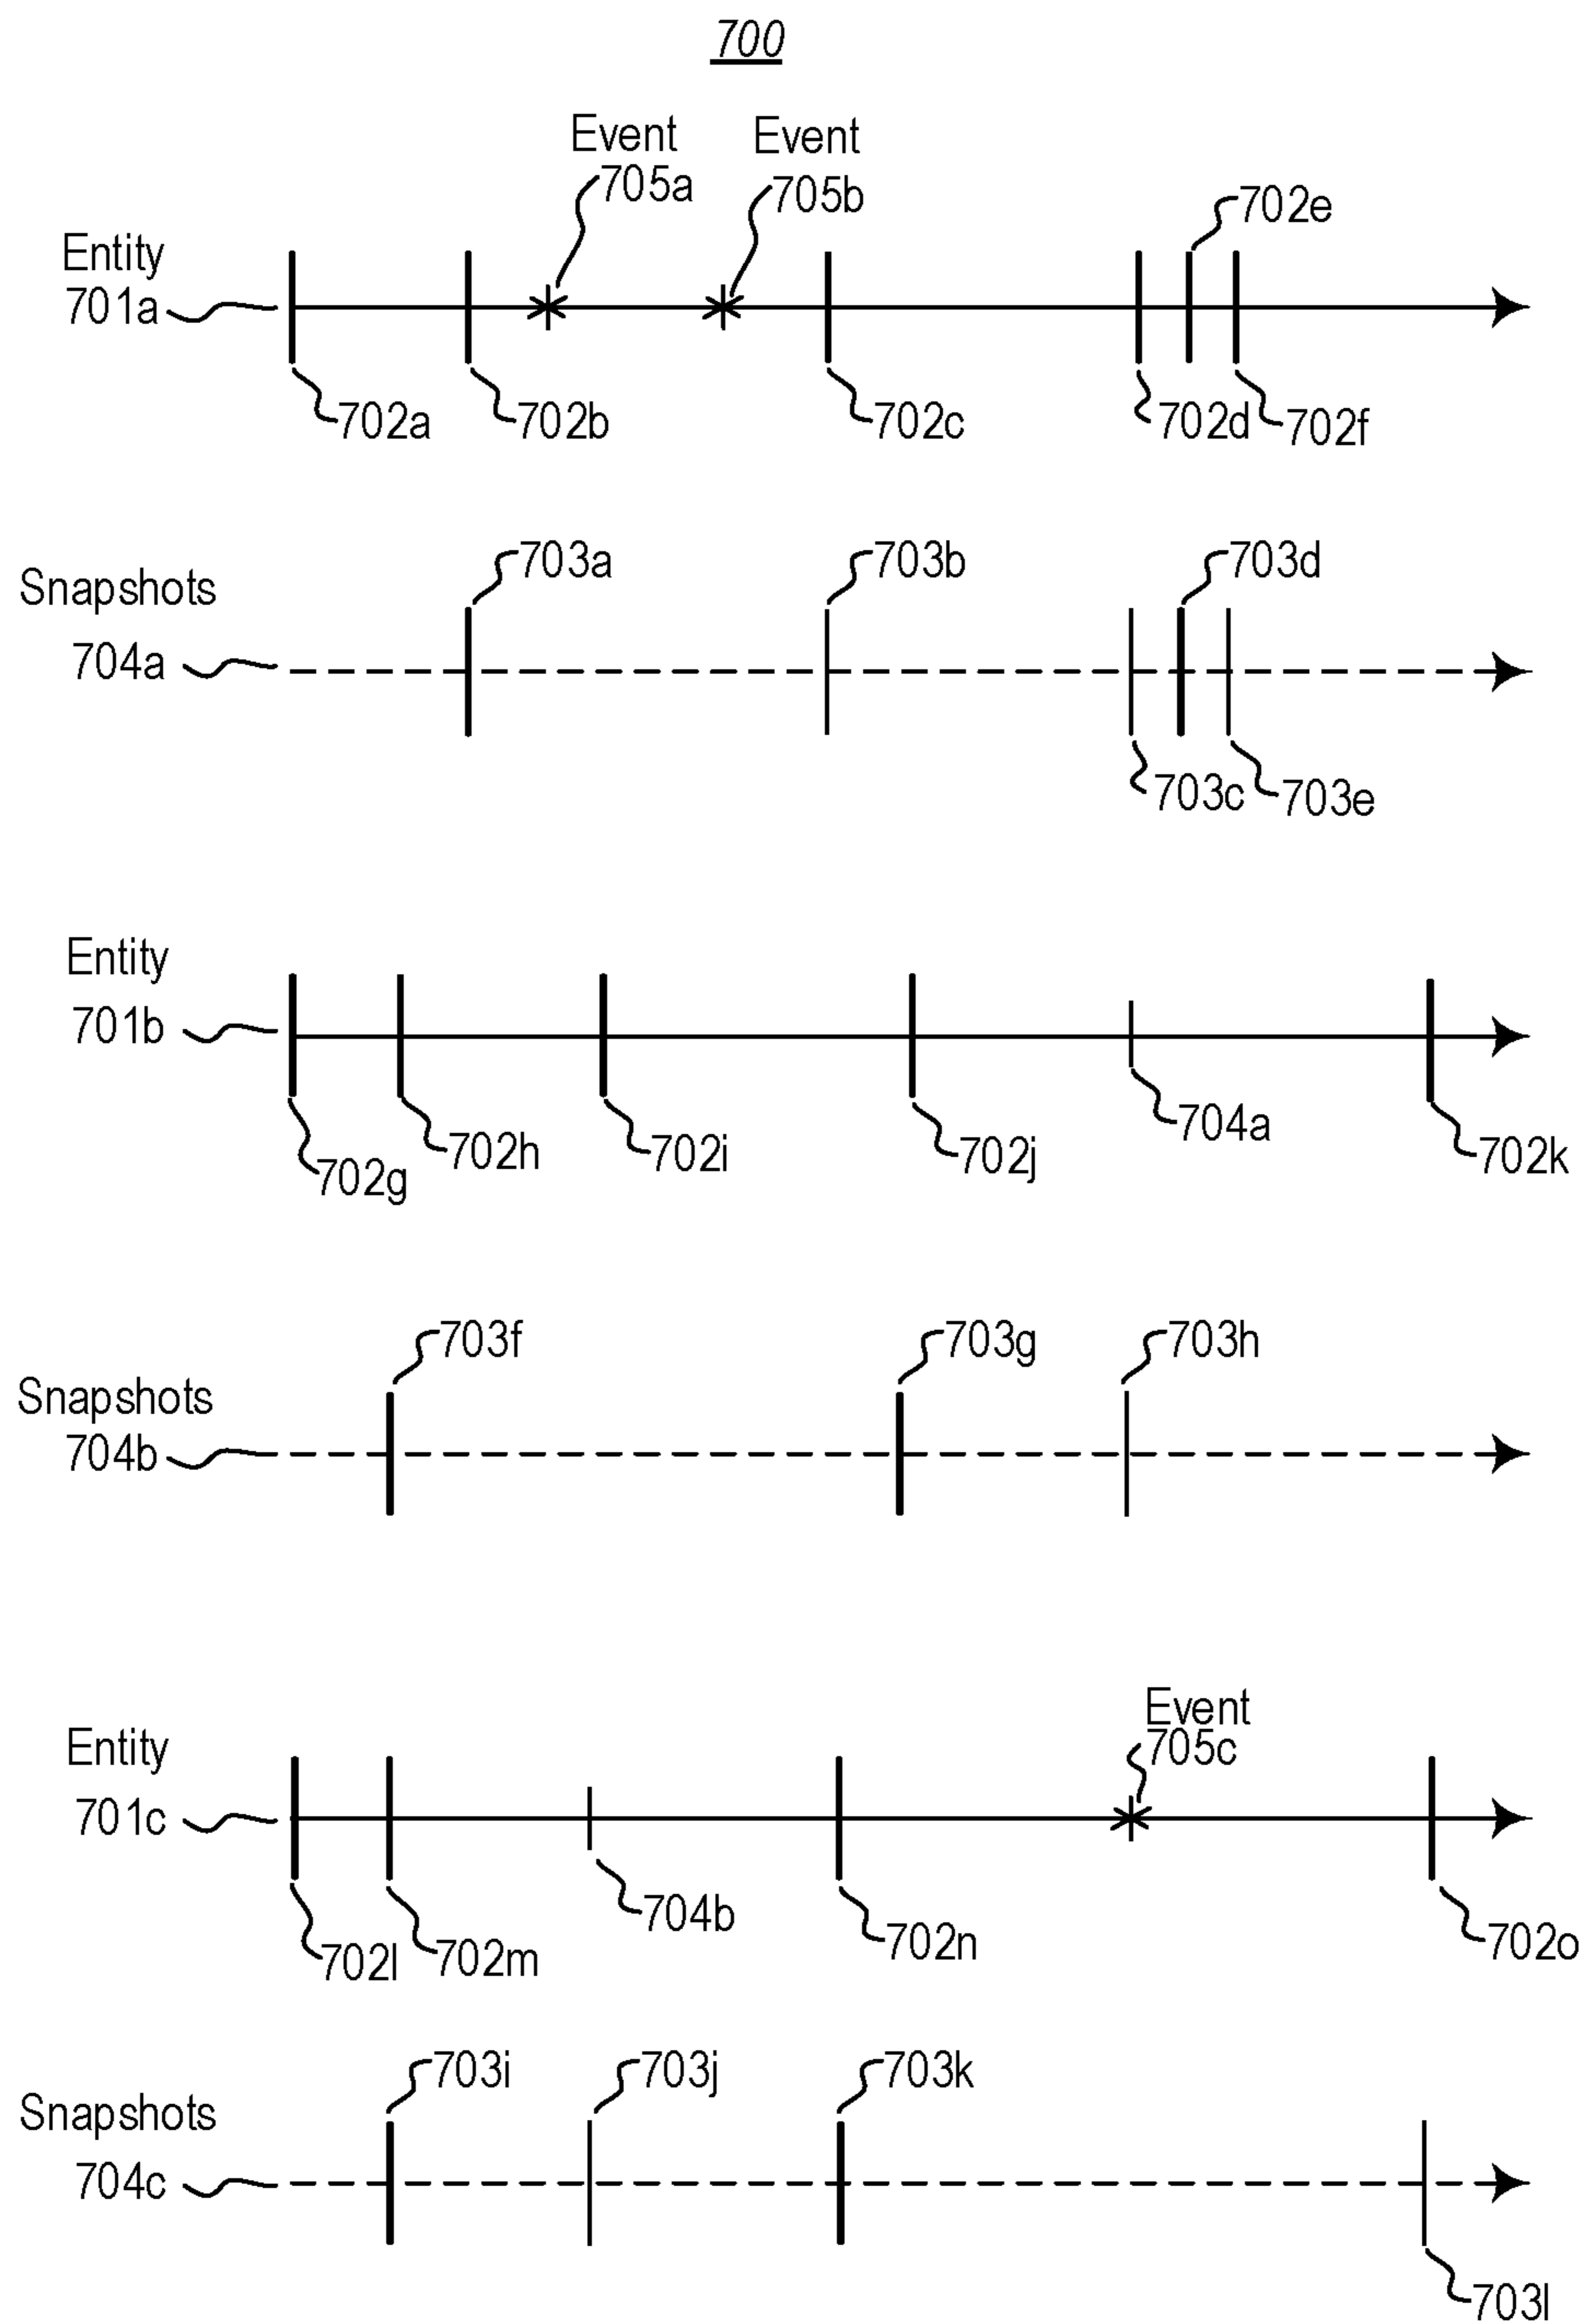 700
Event
705a
Event
705b
702e
Entity
701a
702a
702b
702c
702d
702f
703a
703b
703d
Snapshots
704a
703c
703e
Entity
701b
702g
702h
702i
702j
704a
702k
703f
703g
703h
Snapshots
704b
Event
705c
Entity
701c
702l
702m
704b
702n
702o
703i
703j
703k
Snapshots
704c
703l